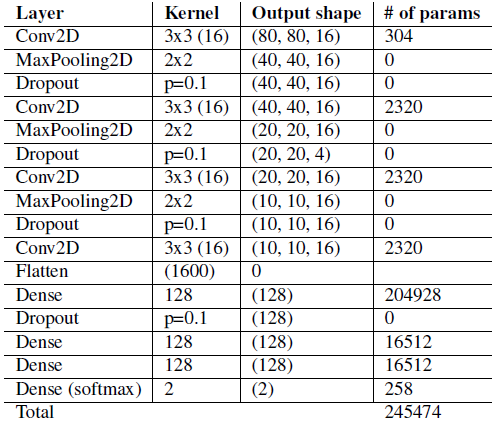 Layer Kernel Output shape # of params
Conv2D 3x3 (16) (80, 80, 16) 304
MaxPooling2D 2x2 (40, 40, 16) 0
Dropout p=0.1 (40, 40, 16) 0
Conv2D 3x3 (16) (40, 40, 16) 2320
MaxPooling2D 2x2 (20, 20, 16) 0
Dropout p=0.1 (20, 20, 4) 0
Conv2D 3x3 (16) (20, 20, 16) 2320
MaxPooling2D 2x2 (10, 10, 16) 0
Dropout p=0.1 (10, 10, 16) 0
Conv2D 3x3 (16) (10, 10, 16) 2320
Flatten (1600) 0
Dense 128 (128) 204928
Dropout p=0.1 (128) 0
Dense 128 (128) 16512
Dense 128 (128) 16512
Dense (softmax) 2 (2) 258
Total 245474